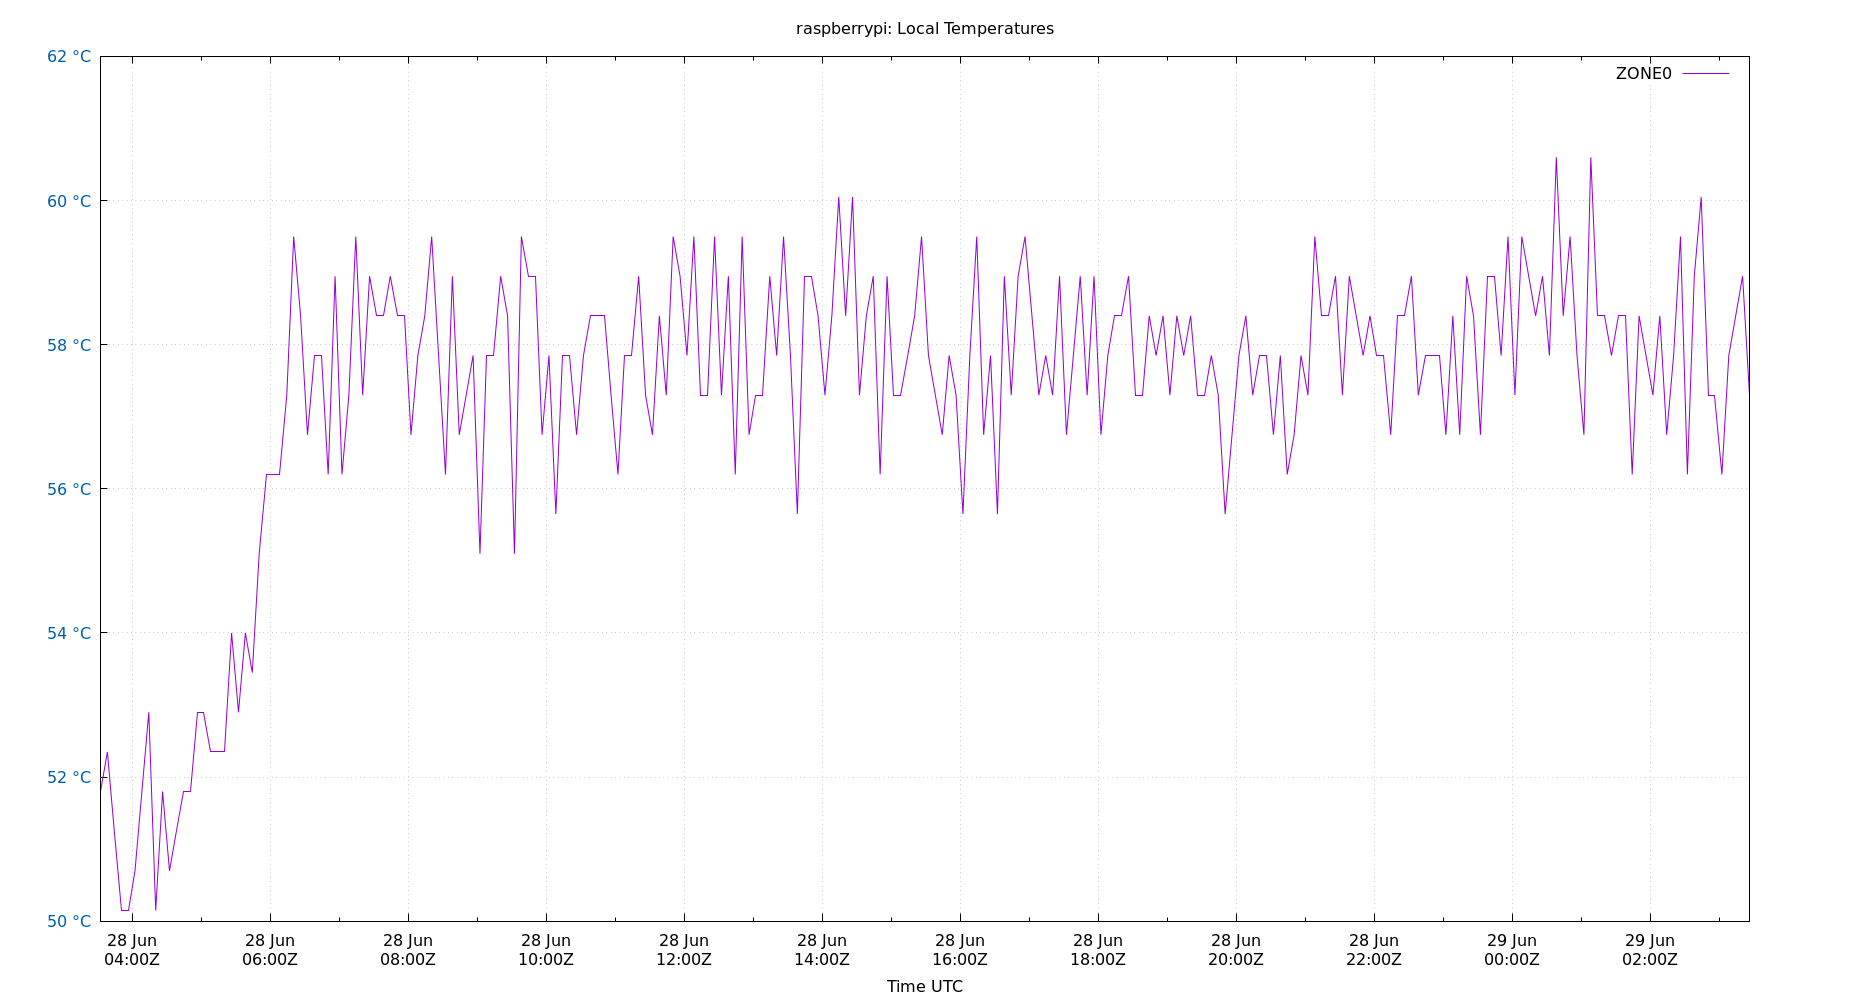 raspberrypi: Local Temperatures
62 °C
ZONE0
60 °C
58 °C
56 °C
54 °C
52 °C
50 °C
28 Jun 28 Jun 28 Jun 28 Jun 28 Jun 28 Jun 28 Jun 28 Jun 28 Jun 28 Jun 29 Jun 29 Jun
04:00Z 06:00Z 08:00Z 10:00Z 12:00Z 14:00Z 16:00Z 18:00Z 20:00Z 22:00Z 00:00Z 02:00Z
Time UTC